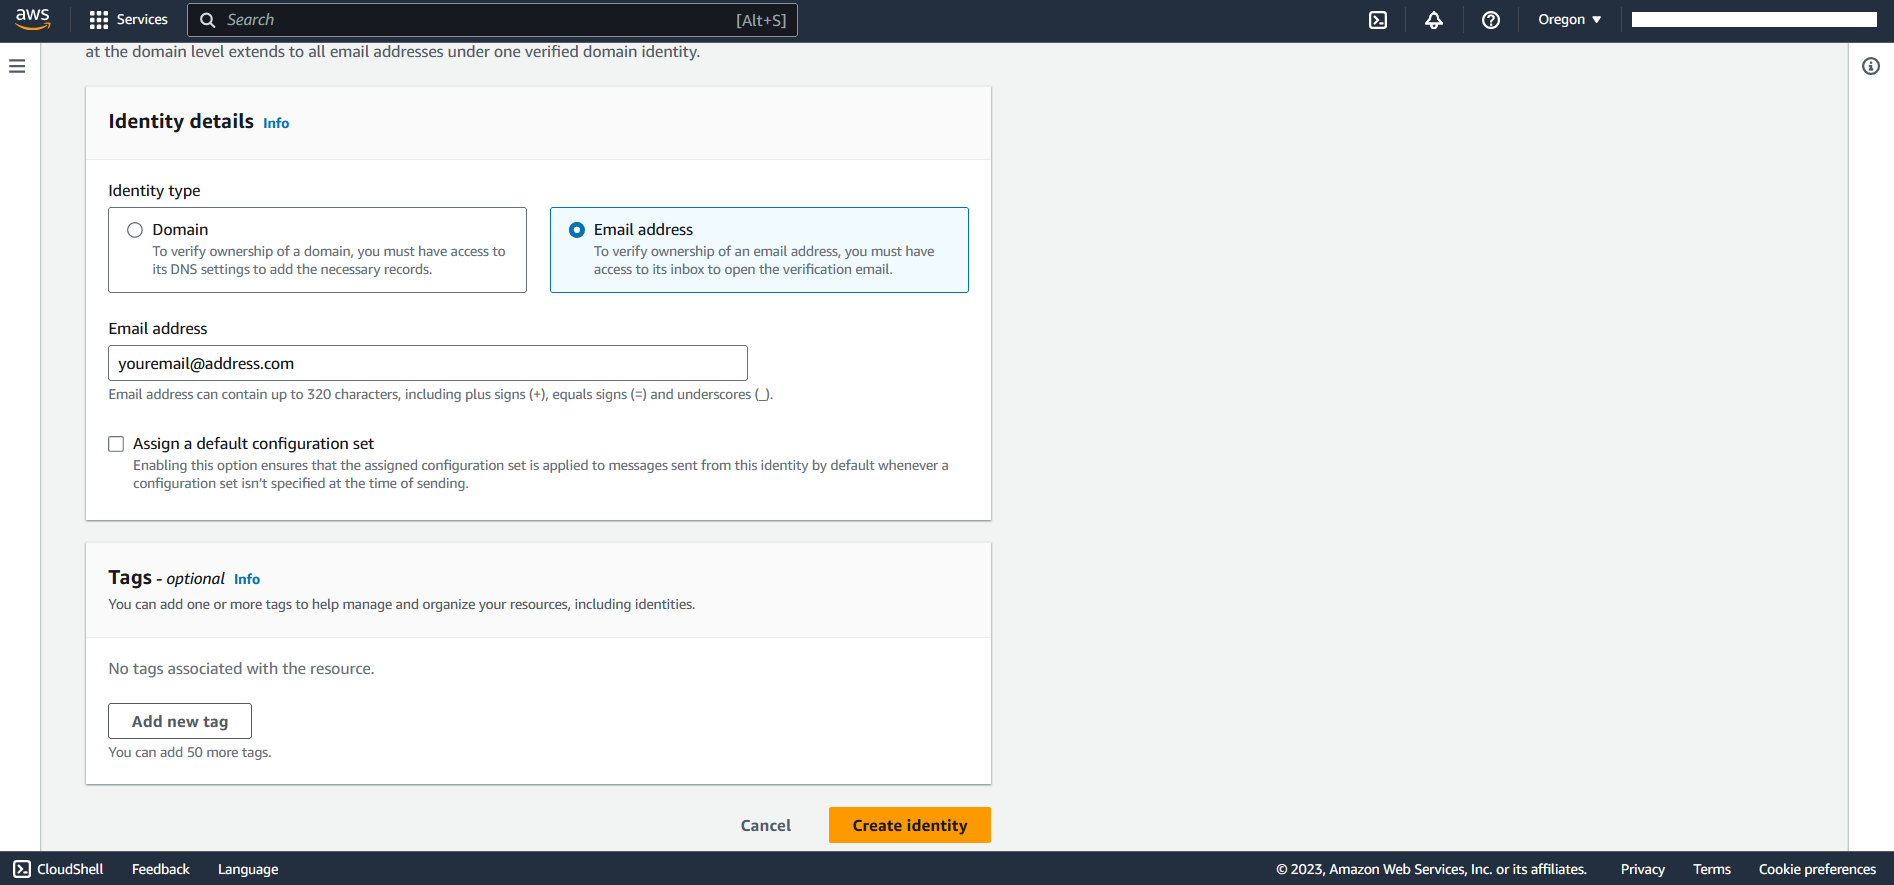 aws
Services
Search
[Alt+S]
Oregon
at the domain level extends to all email addresses under one verified domain identity.
Identity details Info
Identity type
Domain
To verify ownership of a domain, you must have access to
its DNS settings to add the necessary records.
Email address
To verify ownership of an email address, you must have
access to its inbox to open the verification email.
Email address
youremail@address.com
Email address can contain up to 320 characters, including plus signs (+), equals signs (=) and underscores (_).
Assign a default configuration set
Enabling this option ensures that the assigned configuration set is applied to messages sent from this identity by default whenever a
configuration set isn’t specified at the time of sending.
Tags - optional Info
You can add one or more tags to help manage and organize your resources, including identities.
No tags associated with the resource.
Add new tag
You can add 50 more tags.
Cancel
Create identity
CloudShell
Feedback
Language
© 2023, Amazon Web Services, Inc. or its affiliates.
Privacy
Terms
Cookie preferences